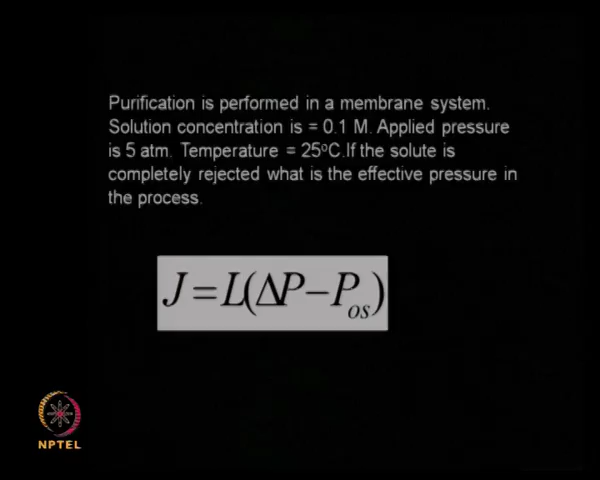 Purification is performed in a membrane system.
Solution concentration is = 0.1 M. Applied pressure
is 5 atm. Temperature = 25°C.If the solute is
completely rejected what is the effective pressure in
the process.
J=L(ΔP−Pos)
NPTEL